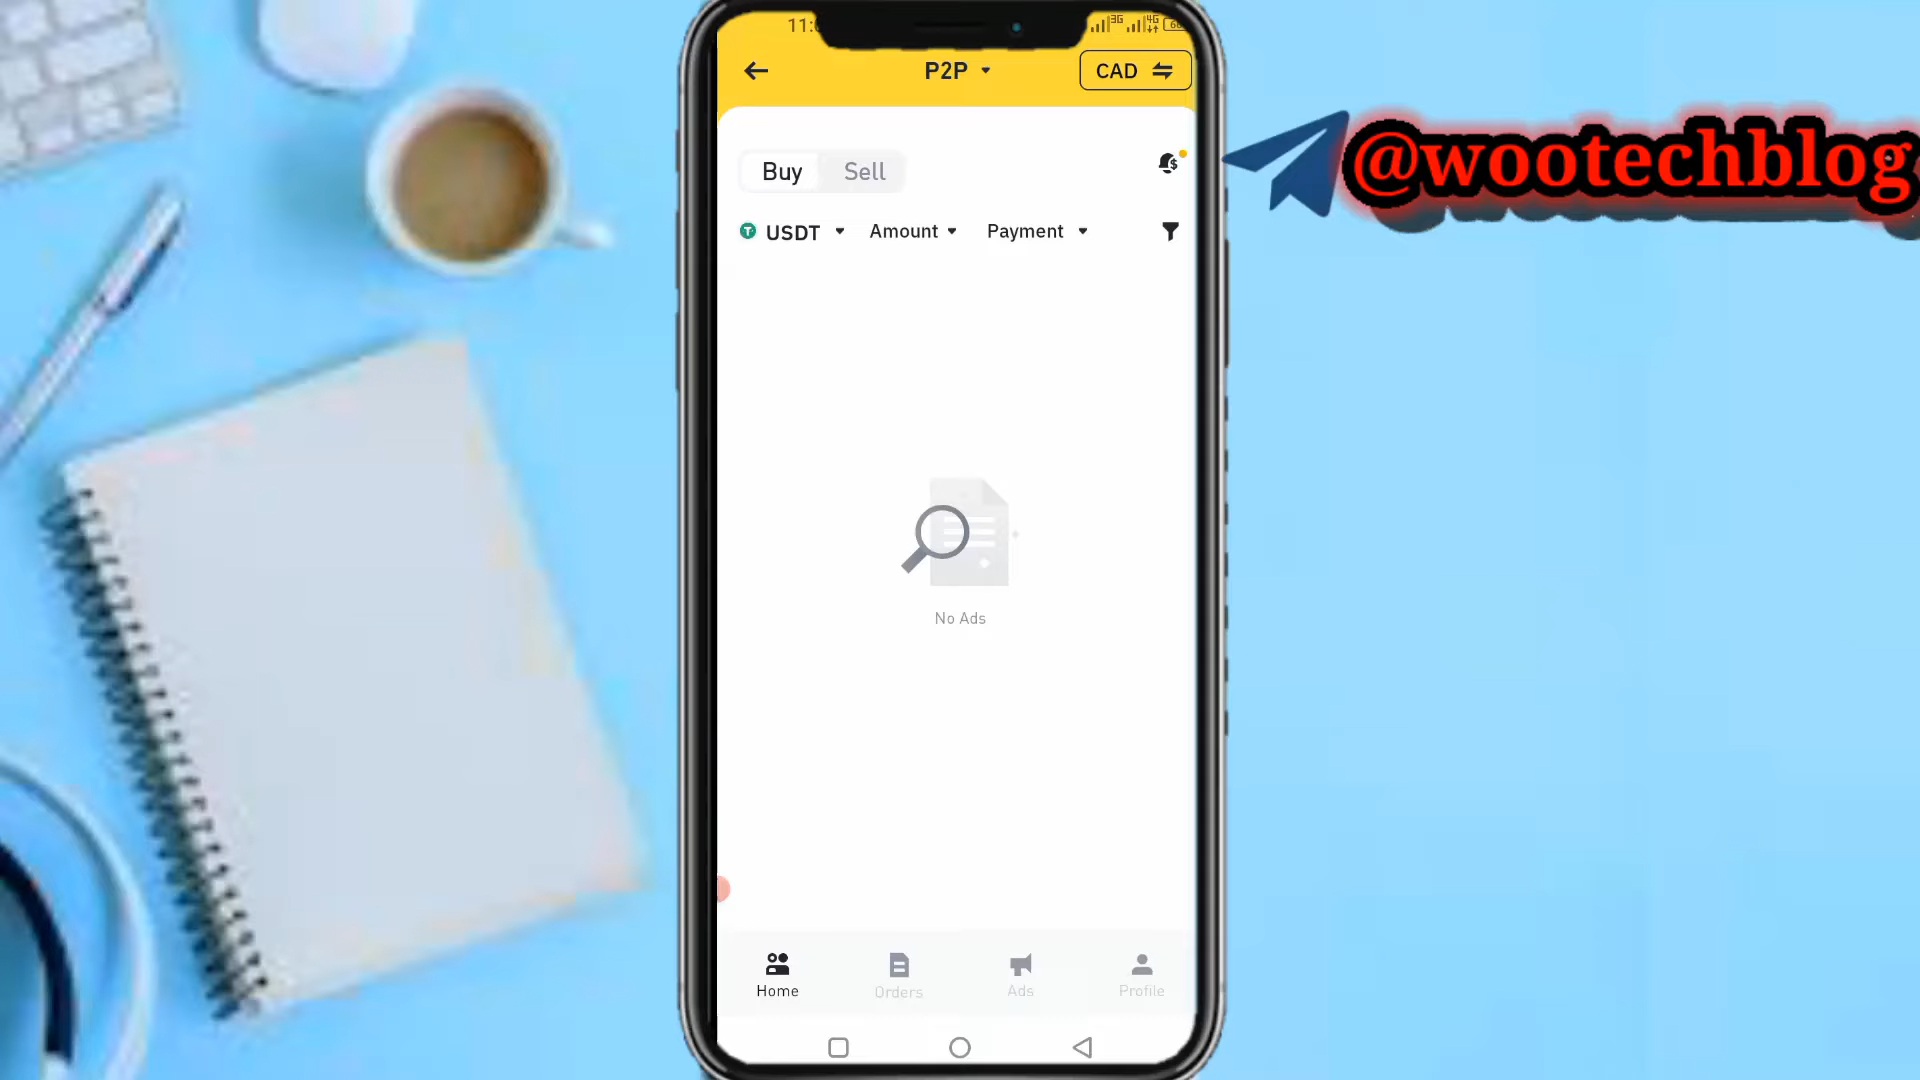 P2P
CAD
@wootechblog
Buy Sell
USDT Amount Payment
No Ads
Home Orders Ads Profile